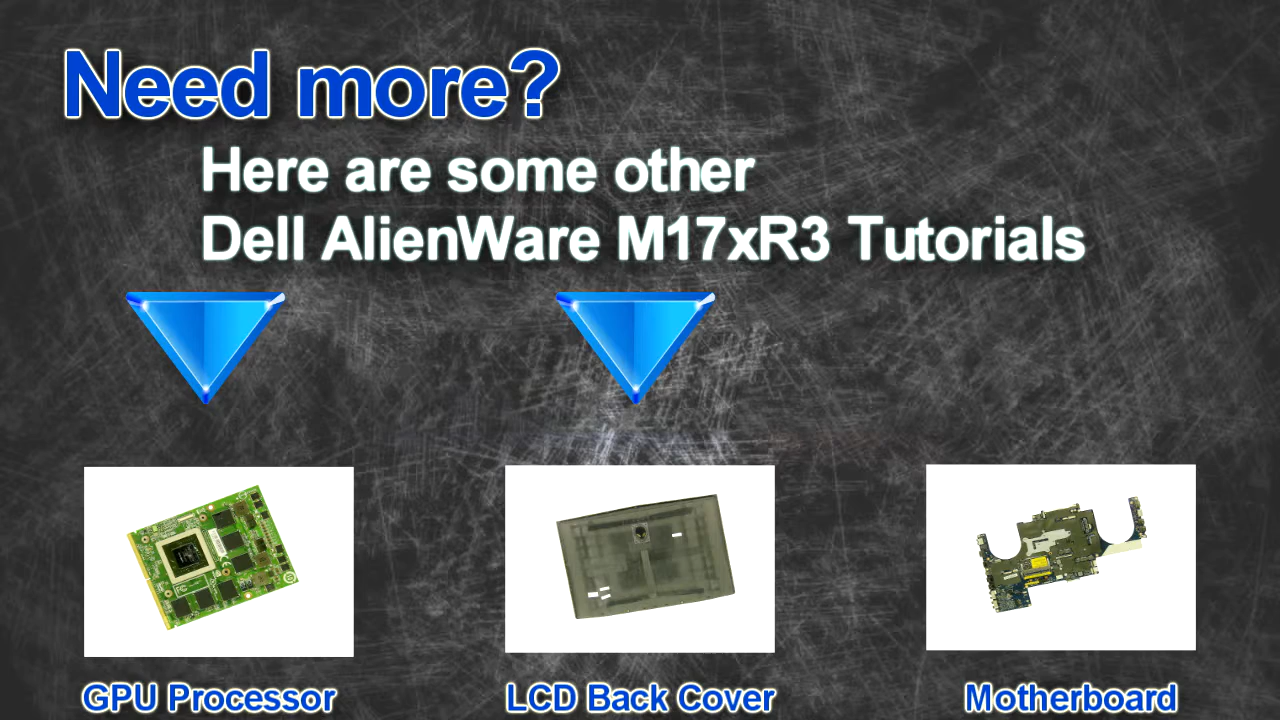 Need more?
Here are some other
Dell AlienWare M17xR3 Tutorials
GPU Processor
LCD Back Cover
Motherboard